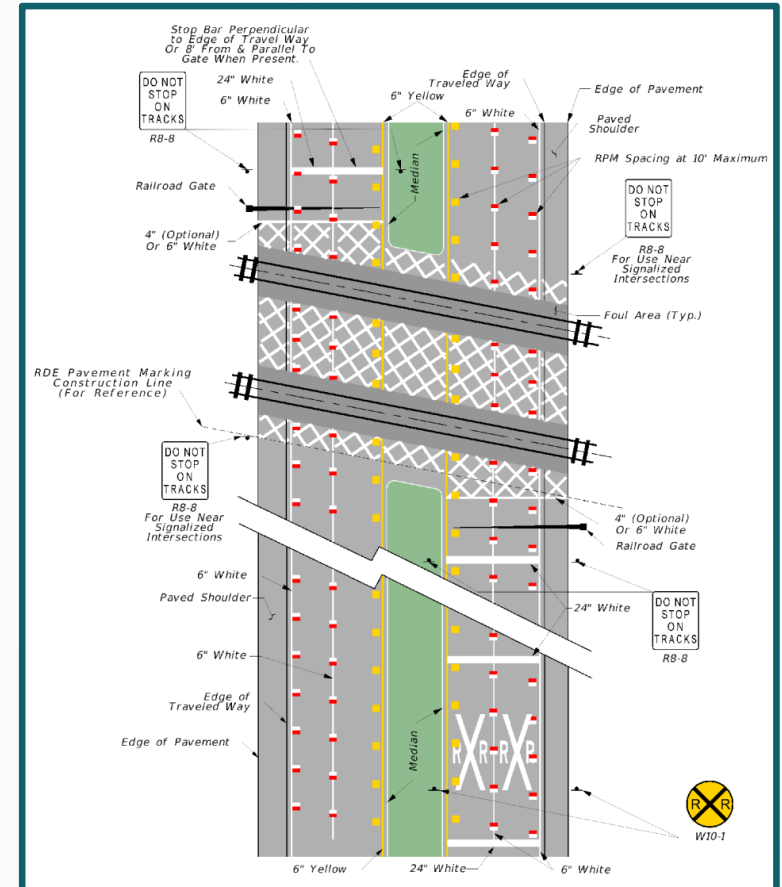 Stop Bar Perpendicular
to Edge of Travel Way
Or 8' From & Parallel To
Gate When Present.
24" White
6" White
DO NOT
STOP
ON
TRACKS
R8-8
Railroad Gate
4" (Optional)
Or 6" White
6" Yellow
Edge of
Traveled Way
6" White
Edge of Pavement
Paved
Shoulder
RPM Spacing at 10' Maximum
Median
DO NOT
STOP
ON
TRACKS
R8-8
For Use Near
Signalized
Intersections
Foul Area (Typ.)
RDE Pavement Marking
Construction Line
(For Reference)
DO NOT
STOP
ON
TRACKS
R8-8
For Use Near
Signalized
Intersections
4" (Optional)
Or 6" White
Railroad Gate
6" White
Paved Shoulder
24" White
DO NOT
STOP
ON
TRACKS
R8-8
6" White
Edge of
Traveled Way
Edge of Pavement
Median
R R
R R
R R
W10-1
6" Yellow
24" White
6" White